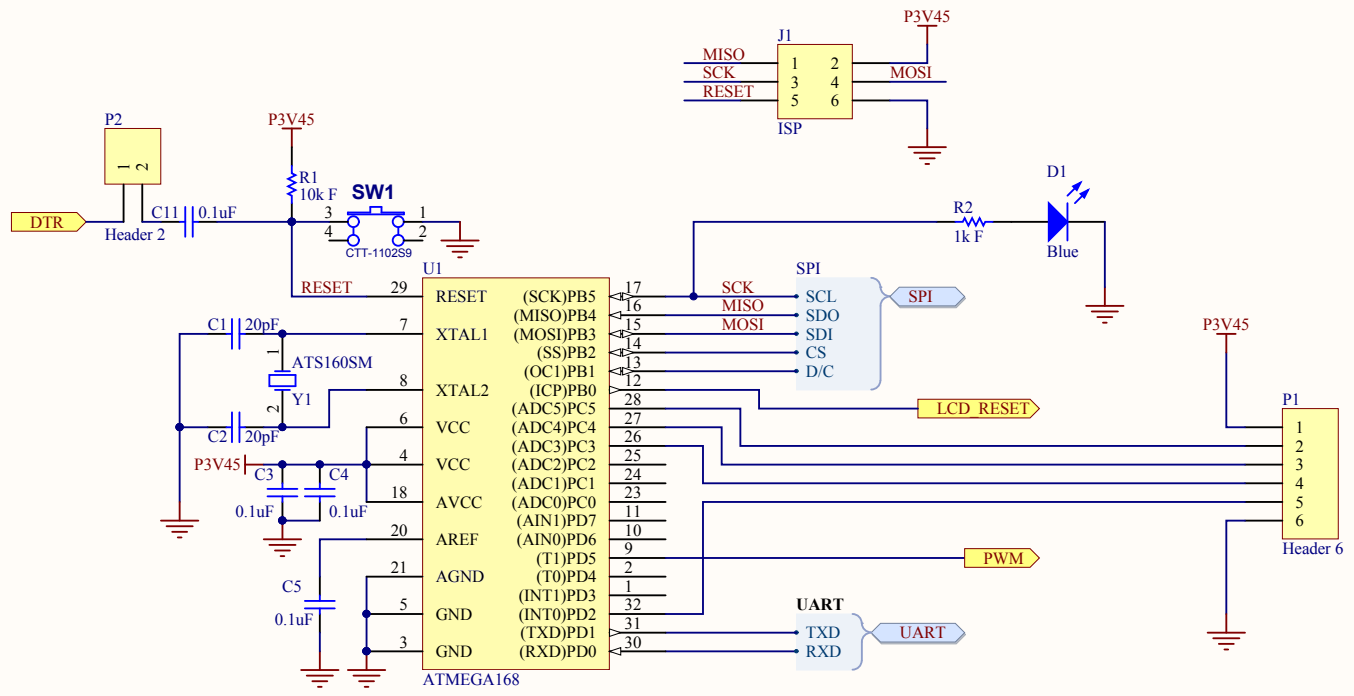 P3V45
J1
MISO 1 2
SCK 3 4 MOSI
RESET 5 6
ISP
P2
1 2
Header 2
DTR
C11 0.1uF
P3V45
R1
10k F
SW1
3 1
4 2
CTT-1102S9
D1
R2
1k F
Blue
U1
RESET 29 RESET
7 XTAL1
8 XTAL2
6 VCC
4 VCC
18 AVCC
20 AREF
21 AGND
5 GND
3 GND
(SCK)PB5 17 SCK
(MISO)PB4 16 MISO
(MOSI)PB3 15 MOSI
(SS)PB2 14
(OC1)PB1 13
(ICP)PB0 12
(ADC5)PC5 28
(ADC4)PC4 27
(ADC3)PC3 26
(ADC2)PC2 25
(ADC1)PC1 24
(ADC0)PC0 23
(AIN1)PD7 11
(AIN0)PD6 10
(T1)PD5 9
(T0)PD4 2
(INT1)PD3 1
(INT0)PD2 32
(TXD)PD1 31
(RXD)PD0 30
ATMEGA168
C1 20pF
1
ATS160SM
Y1
2
C2 20pF
P3V45
C3 C4
0.1uF 0.1uF
C5
0.1uF
SPI
SCL
SDO
SDI
CS
D/C
SPI
LCD_RESET
PWM
UART
TXD
RXD
UART
P3V45
P1
1
2
3
4
5
6
Header 6